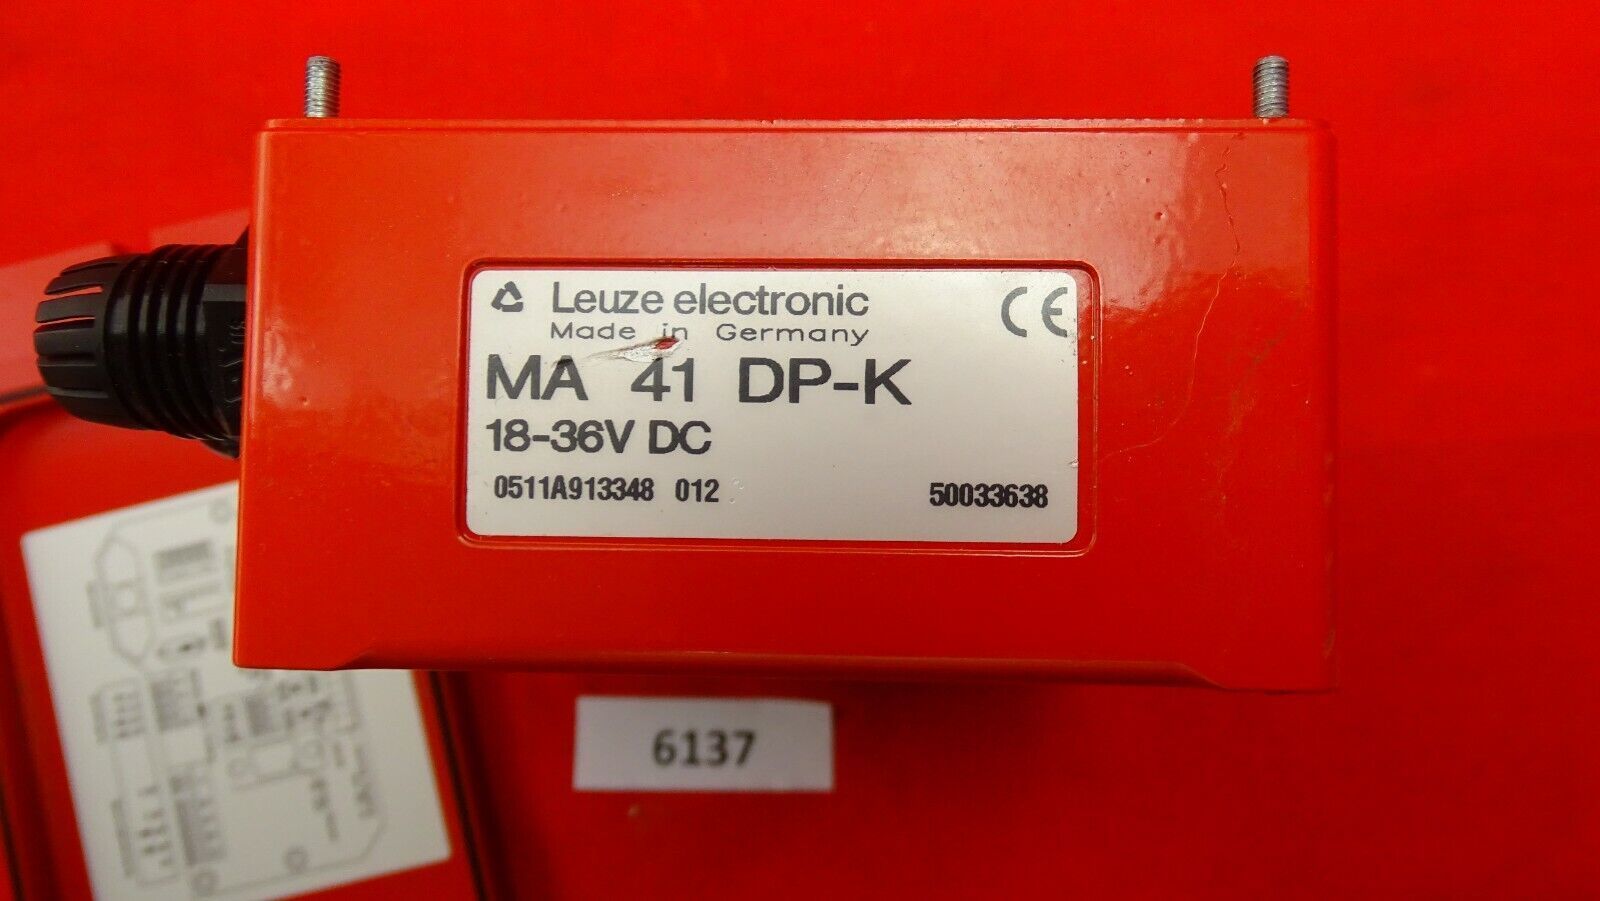 Leuze electronic
Made in Germany
CE
MA 41 DP-K
18-36V DC
0511A913348 012 50033638
6137